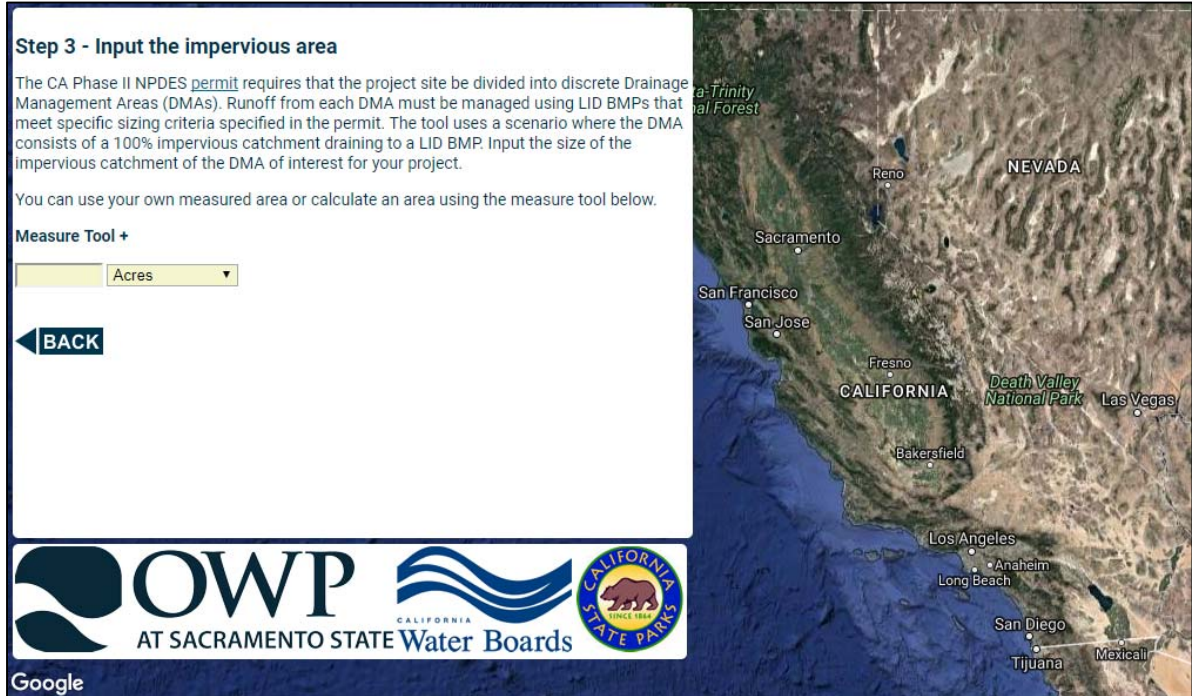 Step 3 - Input the impervious area
The CA Phase II NPDES permit requires that the project site be divided into discrete Drainage
Management Areas (DMAs). Runoff from each DMA must be managed using LID BMPs that
meet specific sizing criteria specified in the permit. The tool uses a scenario where the DMA
consists of a 100% impervious catchment draining to a LID BMP. Input the size of the
impervious catchment of the DMA of interest for your project.
You can use your own measured area or calculate an area using the measure tool below.
Measure Tool +
Acres
BACK
OWP
AT SACRAMENTO STATE
CALIFORNIA
Water Boards
CALIFORNIA
SINCE 1864
STATE PARKS
Google
ta-Trinity
nal Forest
Reno
NEVADA
Sacramento
San Francisco
San Jose
Fresno
CALIFORNIA
Death Valley
National Park
Las Vegas
Bakersfield
Los Angeles
Anaheim
Long Beach
San Diego
Tijuana
Mexicali